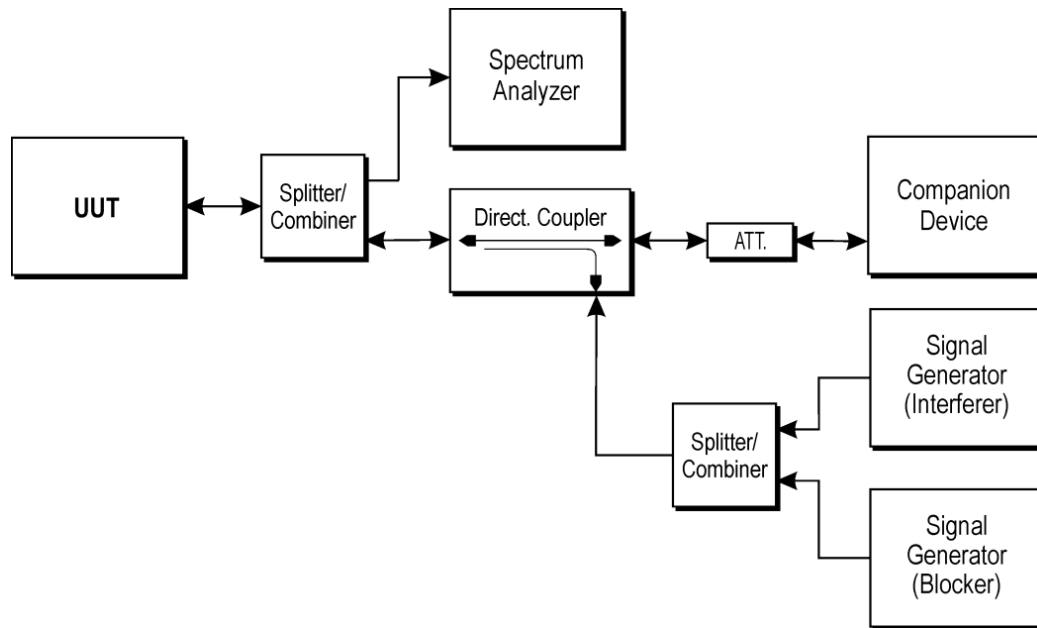 Spectrum
Analyzer
UUT
Splitter/
Combiner
Direct. Coupler
ATT.
Companion
Device
Signal
Generator
(Interferer)
Splitter/
Combiner
Signal
Generator
(Blocker)